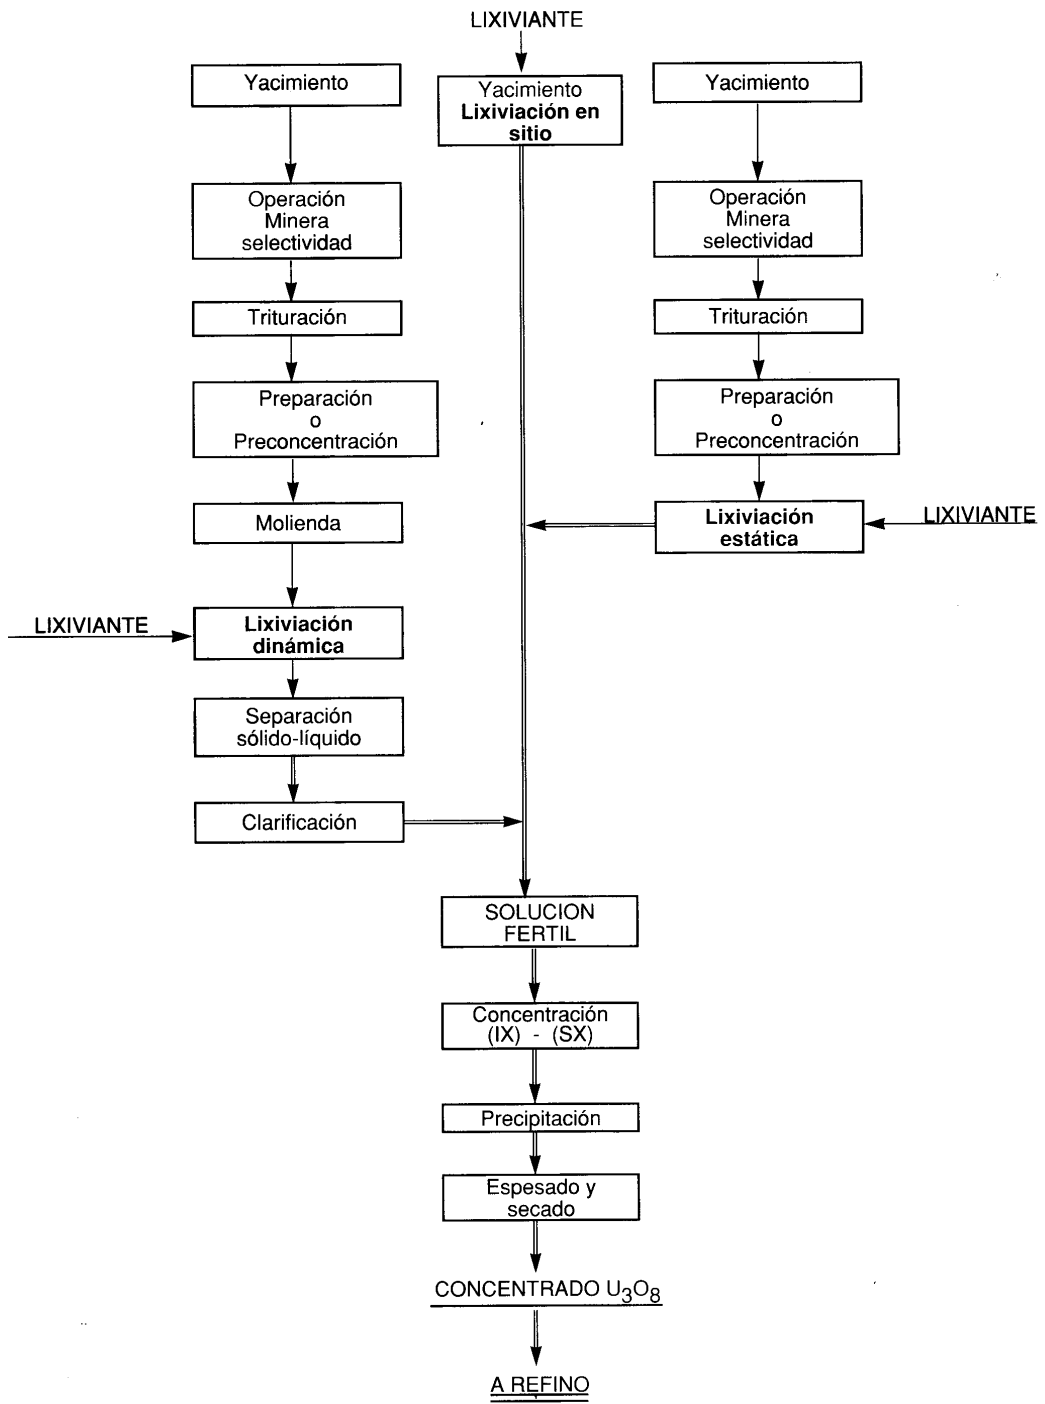 LIXIVIANTE
Yacimiento
Operación
Minera
selectividad
Trituración
Preparación
o
Preconcentración
Molienda
LIXIVIANTE
Lixiviación
dinámica
Separación
sólido-líquido
Clarificación
Yacimiento
Lixiviación en
sitio
Yacimiento
Operación
Minera
selectividad
Trituración
Preparación
o
Preconcentración
Lixiviación
estática
LIXIVIANTE
SOLUCION
FERTIL
Concentración
(IX) - (SX)
Precipitación
Espesado y
secado
CONCENTRADO U₃O₈
A REFINO